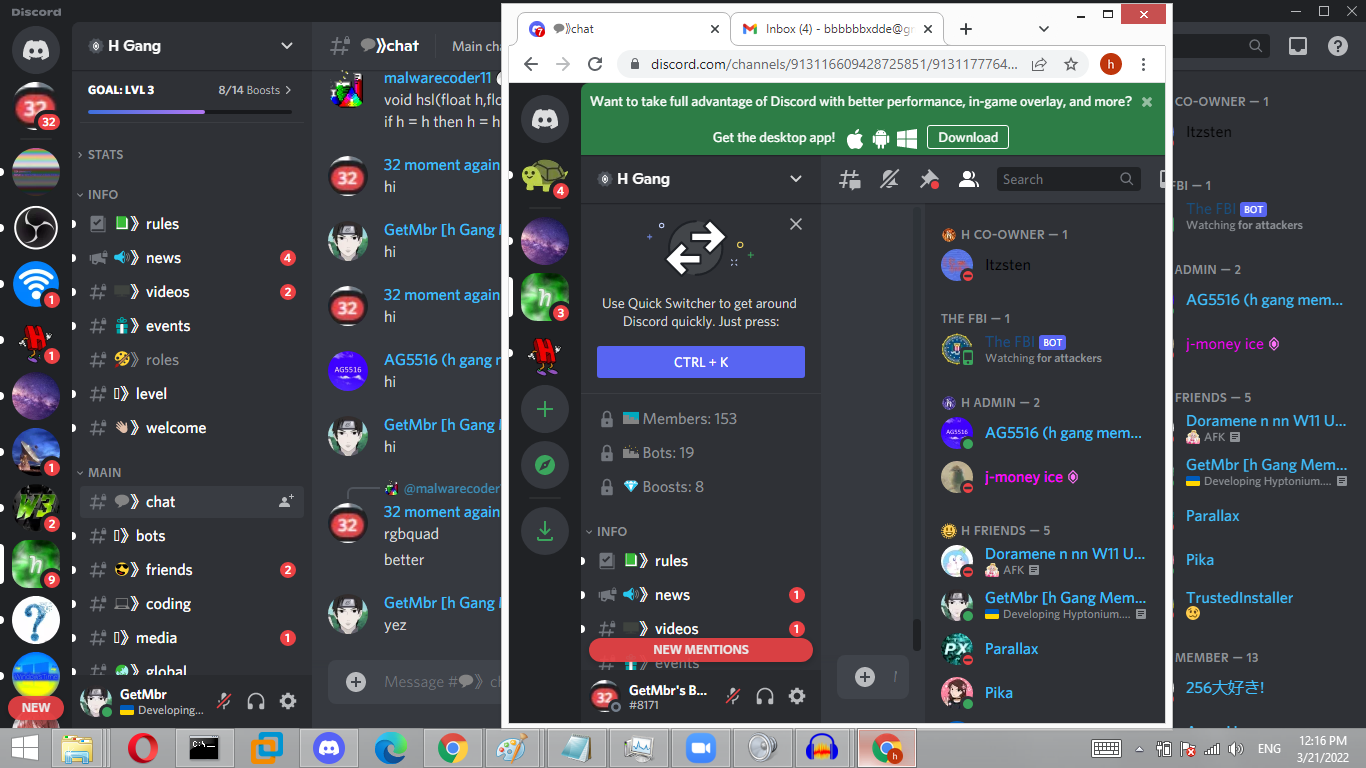 Discord
H Gang
GOAL: LVL 3
8/14 Boosts
STATS
INFO
rules
news
4
videos
2
events
roles
level
welcome
MAIN
chat
bots
friends
2
coding
media
1
global
GetMbr
Developing...
32
1
1
1
2
9
NEW
chat
Main cha
malwarecoder11
void hsl(float h,flo
if h = h then h = h
32 moment again
hi
GetMbr [h Gang M
hi
32 moment again
hi
AG5516 (h gang m
hi
GetMbr [h Gang M
hi
@malwarecoder
32 moment again
rgbquad
better
GetMbr [h Gang M
yez
Message #
chat
Inbox (4) - bbbbbbxdde@gr
discord.com/channels/913116609428725851/9131177764...
h
Want to take full advantage of Discord with better performance, in-game overlay, and more?
Get the desktop app!
Download
4
3
H Gang
Search
Use Quick Switcher to get around
Discord quickly. Just press:
CTRL + K
Members: 153
Bots: 19
Boosts: 8
INFO
rules
news
1
videos
1
NEW MENTIONS
events
GetMbr's B...
#8171
H CO-OWNER — 1
Itzsten
THE FBI — 1
The FBI BOT
Watching for attackers
H ADMIN — 2
AG5516 (h gang mem...
j-money ice
H FRIENDS — 5
Doramene n nn W11 U...
AFK
GetMbr [h Gang Mem...
Developing Hyptonium....
Parallax
Pika
CO-OWNER — 1
Itzsten
FBI — 1
The FBI BOT
Watching for attackers
ADMIN — 2
AG5516 (h gang mem...
j-money ice
FRIENDS — 5
Doramene n nn W11 U...
AFK
GetMbr [h Gang Mem...
Developing Hyptonium....
Parallax
Pika
TrustedInstaller
MEMBER — 13
256大好き!
ENG
12:16 PM
3/21/2022